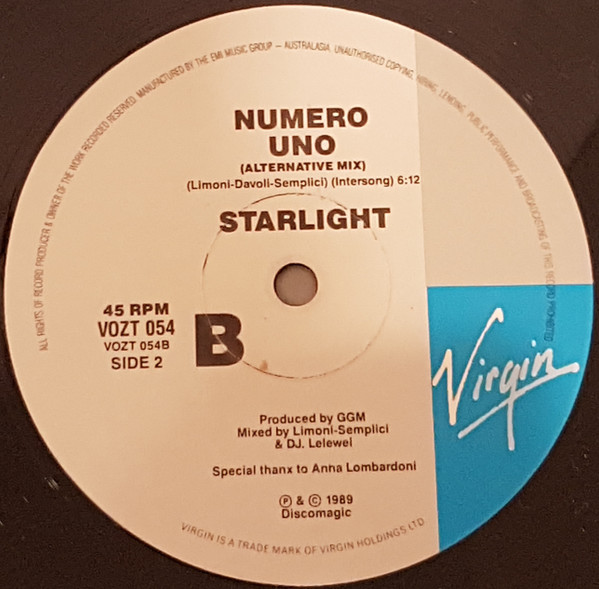 ALL RIGHTS OF RECORD PRODUCER & OWNER OF THE WORK RECORDED RESERVED. MANUFACTURED BY THE EMI MUSIC GROUP – AUSTRALASIA. UNAUTHORISED COPYING, HIRING, LENDING, PUBLIC PERFORMANCE AND BROADCASTING OF THIS RECORD PROHIBITED
NUMERO
UNO
(ALTERNATIVE MIX)
(Limoni-Davoli-Semplici) (Intersong) 6:12
STARLIGHT
45 RPM
VOZT 054
VOZT 054B
SIDE 2
B
Virgin
Produced by GGM
Mixed by Limoni-Semplici
& DJ. Lelewel
Special thanx to Anna Lombardoni
Ⓟ & © 1989
Discomagic
VIRGIN IS A TRADE MARK OF VIRGIN HOLDINGS LTD